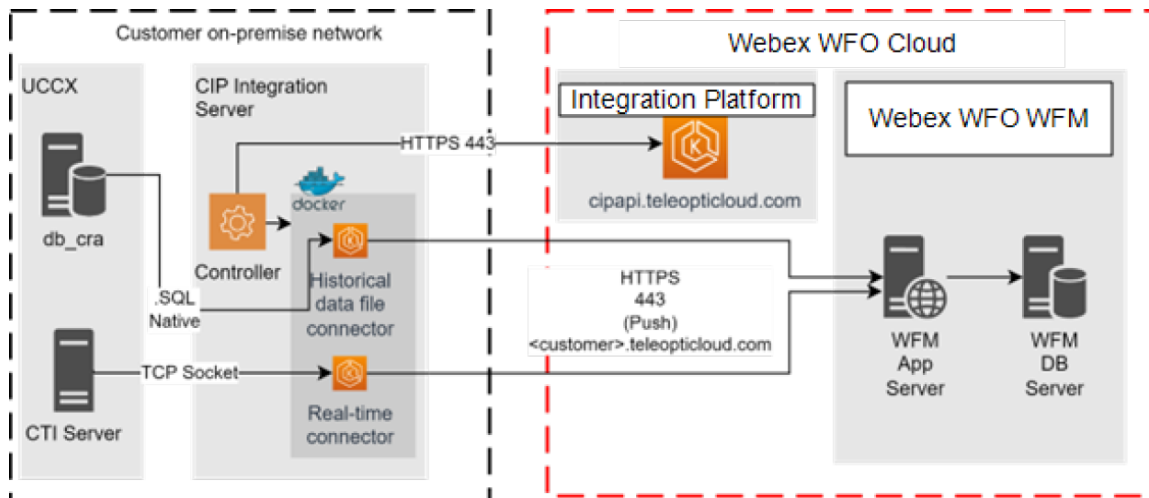 Customer on-premise network
Webex WFO Cloud
UCCX
CIP Integration
Server
Integration Platform
Webex WFO WFM
HTTPS 443
K
docker
cipapi.teleopticloud.com
db_cra
Controller
K
Historical
data file
connector
.SQL
Native
HTTPS
443
(Push)
<customer>.teleopticloud.com
WFM
App
Server
WFM
DB
Server
TCP Socket
K
CTI Server
Real-time
connector